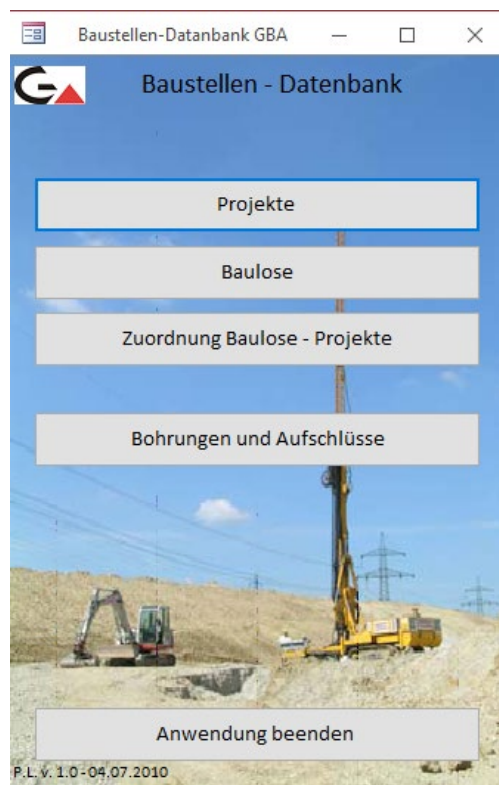 Baustellen-Datanbank GBA
Baustellen - Datenbank
Projekte
Baulose
Zuordnung Baulose - Projekte
Bohrungen und Aufschlüsse
Anwendung beenden
P.L. v. 1.0 - 04.07.2010